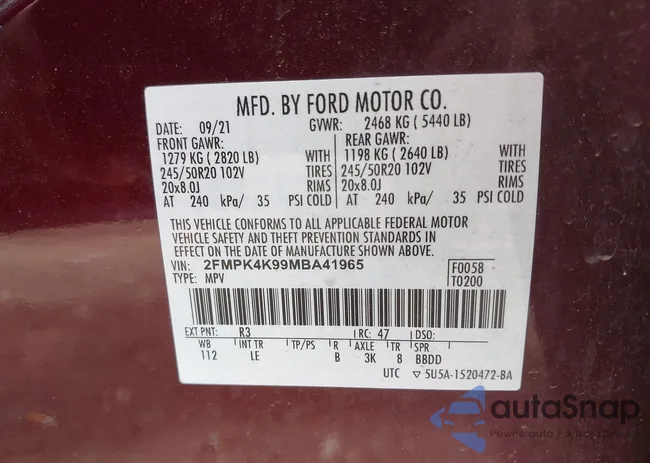 MFD. BY FORD MOTOR CO.
DATE: 09/21 GVWR: 2468 KG ( 5440 LB)
FRONT GAWR: REAR GAWR:
1279 KG ( 2820 LB) WITH 1198 KG ( 2640 LB) WITH
245/50R20 102V TIRES 245/50R20 102V TIRES
20x8.0J RIMS 20x8.0J RIMS
AT 240 kPa/ 35 PSI COLD AT 240 kPa/ 35 PSI COLD
THIS VEHICLE CONFORMS TO ALL APPLICABLE FEDERAL MOTOR
VEHICLE SAFETY AND THEFT PREVENTION STANDARDS IN
EFFECT ON THE DATE OF MANUFACTURE SHOWN ABOVE.
VIN: 2FMPK4K99MBA41965 F0058
TYPE: MPV T0200
EXT PNT: R3 RC: 47 DSO:
WB INT TR TP/PS R AXLE TR SPR
112 LE B 3K 8 BBDD
UTC ▽ 5U5A-1520472-BA
autaSnap
Pewne auta z ogłoszenia